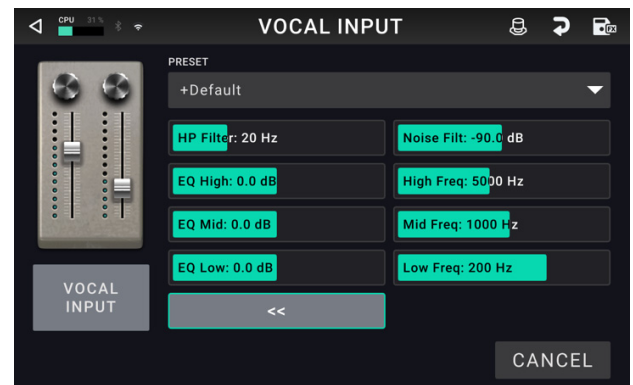 CPU 31 %
VOCAL INPUT
FX
PRESET
+Default
HP Filter: 20 Hz
Noise Filt: -90.0 dB
EQ High: 0.0 dB
High Freq: 5000 Hz
EQ Mid: 0.0 dB
Mid Freq: 1000 Hz
EQ Low: 0.0 dB
Low Freq: 200 Hz
VOCAL
INPUT
<<
CANCEL